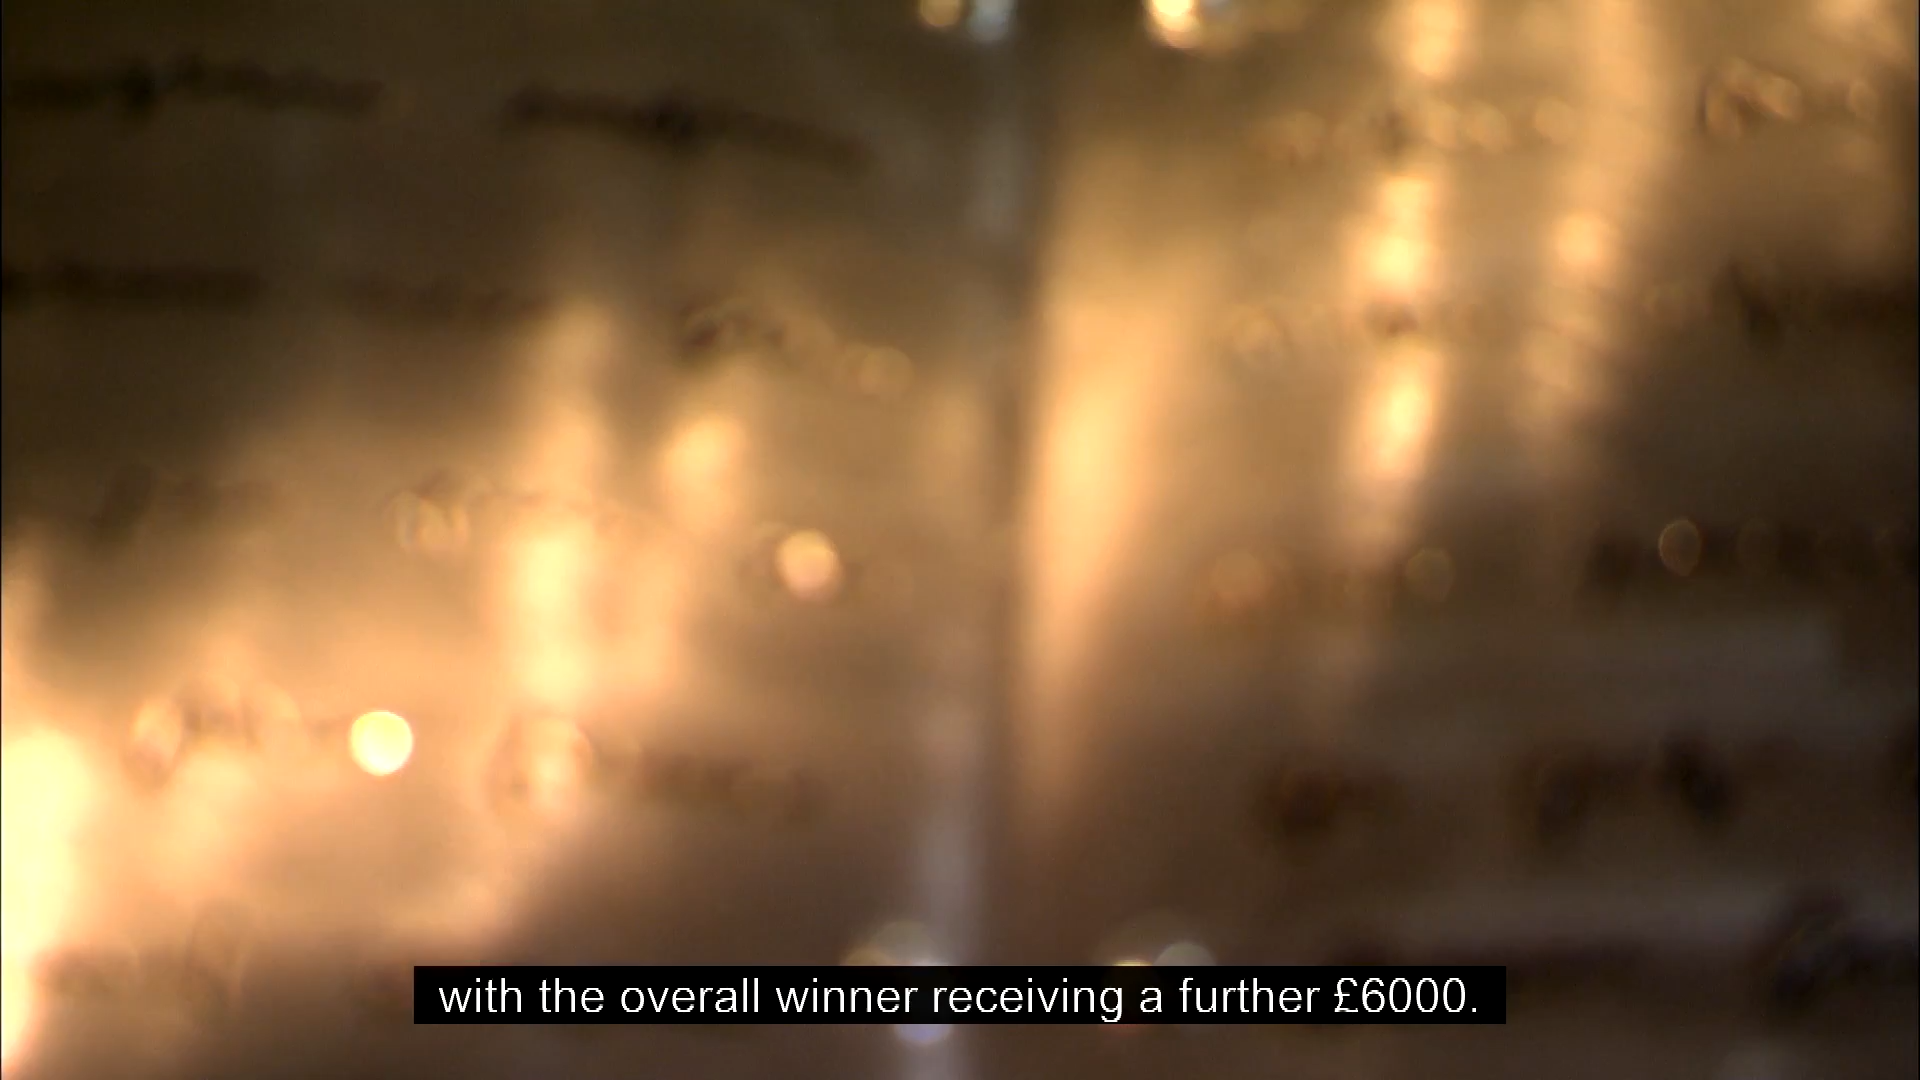 with the overall winner receiving a further £6000.